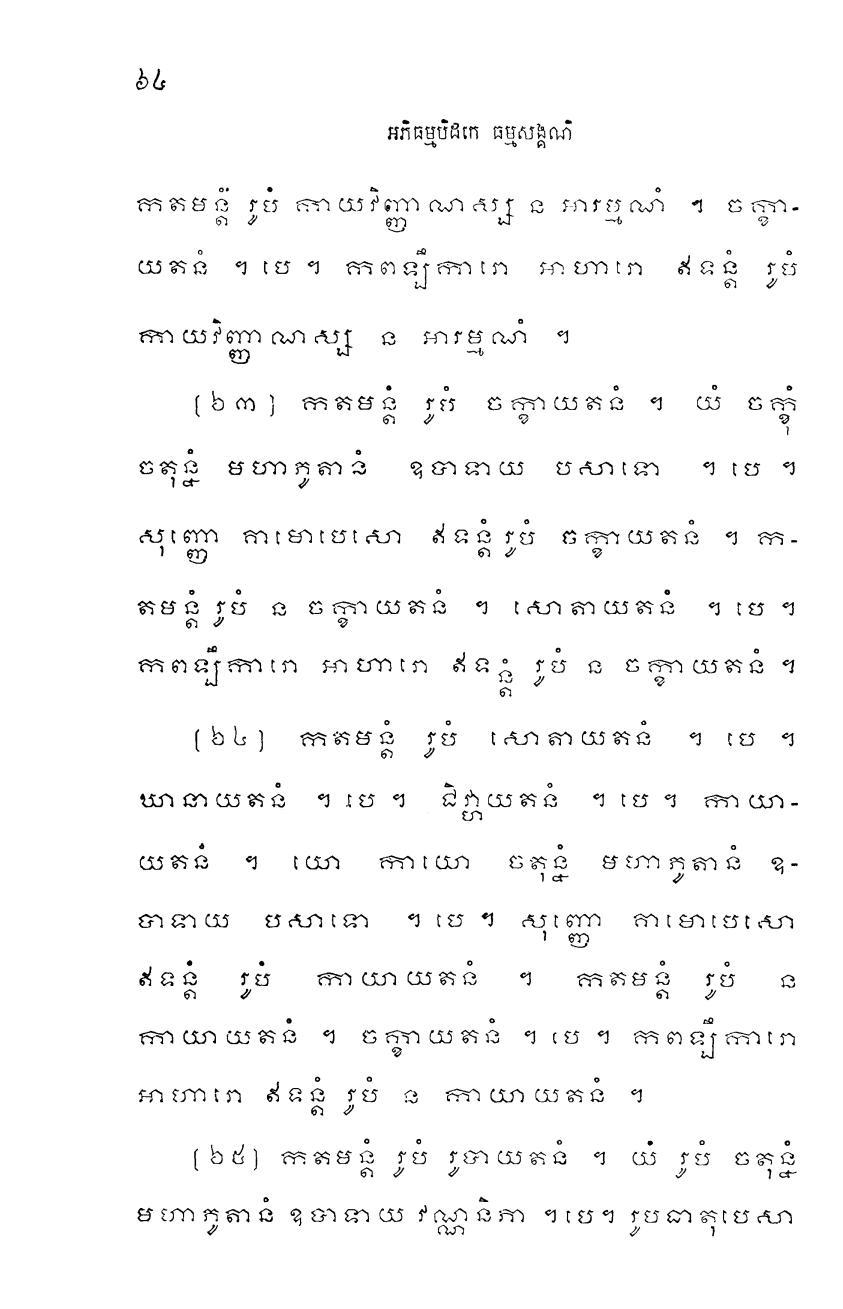 ៦៤
អភិធម្មបិដកេ ធម្មសង្គណិ
កតមន្តំ រូបំ កាយវិញ្ញាណស្ស ន អារម្មណំ ។ ចក្ខា-
យតនំ ។ បេ ។ កពឡឹការោ អាហារោ ឥទន្តំ រូបំ
កាយវិញ្ញាណស្ស ន អារម្មណំ ។
(៦៣) កតមន្តំ រូបំ ចក្ខាយតនំ ។ យំ ចក្ខុំ
ចតុន្នំ មហាភូតានំ ឧបាទាយ បសាទោ ។ បេ ។
សុញ្ញោ គាមោបេសោ ឥទន្តំ រូបំ ចក្ខាយតនំ ។ ក-
តមន្តំ រូបំ ន ចក្ខាយតនំ ។ សោតាយតនំ ។ បេ ។
កពឡឹការោ អាហារោ ឥទន្តំ រូបំ ន ចក្ខាយតនំ ។
(៦៤) កតមន្តំ រូបំ សោតាយតនំ ។ បេ ។
ឃានាយតនំ ។ បេ ។ ជិវ្ហាយតនំ ។ បេ ។ កាយា-
យតនំ ។ យោ កាយោ ចតុន្នំ មហាភូតានំ ឧ-
បាទាយ បសាទោ ។ បេ ។ សុញ្ញោ គាមោបេសោ
ឥទន្តំ រូបំ កាយាយតនំ ។ កតមន្តំ រូបំ ន
កាយាយតនំ ។ ចក្ខាយតនំ ។ បេ ។ កពឡឹការោ
អាហារោ ឥទន្តំ រូបំ ន កាយាយតនំ ។
(៦៥) កតមន្តំ រូបំ រូបាយតនំ ។ យំ រូបំ ចតុន្នំ
មហាភូតានំ ឧបាទាយ វណ្ណនិភា ។ បេ ។ រូបធាតុបេសា